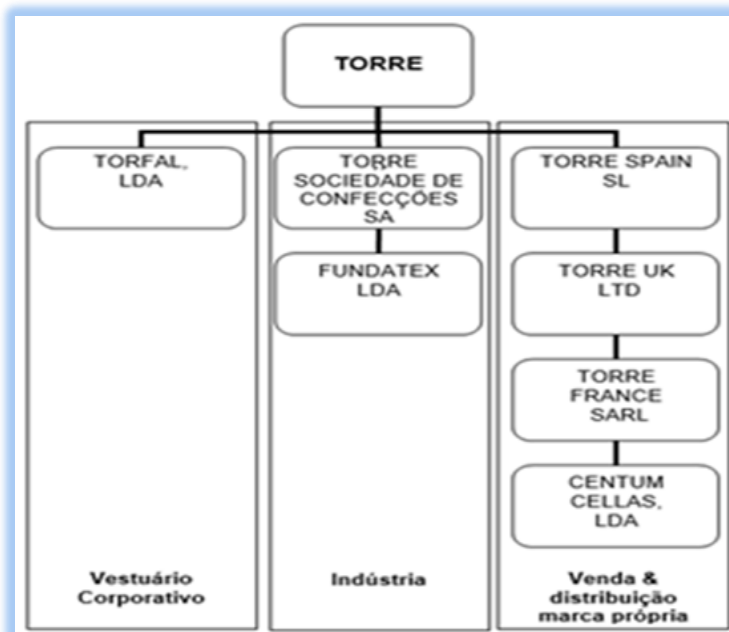 TORRE
TORFAL,
LDA
TORRE
SOCIEDADE DE
CONFECÇÕES
SA
TORRE SPAIN
SL
FUNDATEX
LDA
TORRE UK
LTD
TORRE
FRANCE
SARL
CENTUM
CELLAS,
LDA
Vestuário
Corporativo
Indústria
Venda &
distribuição
marca própria